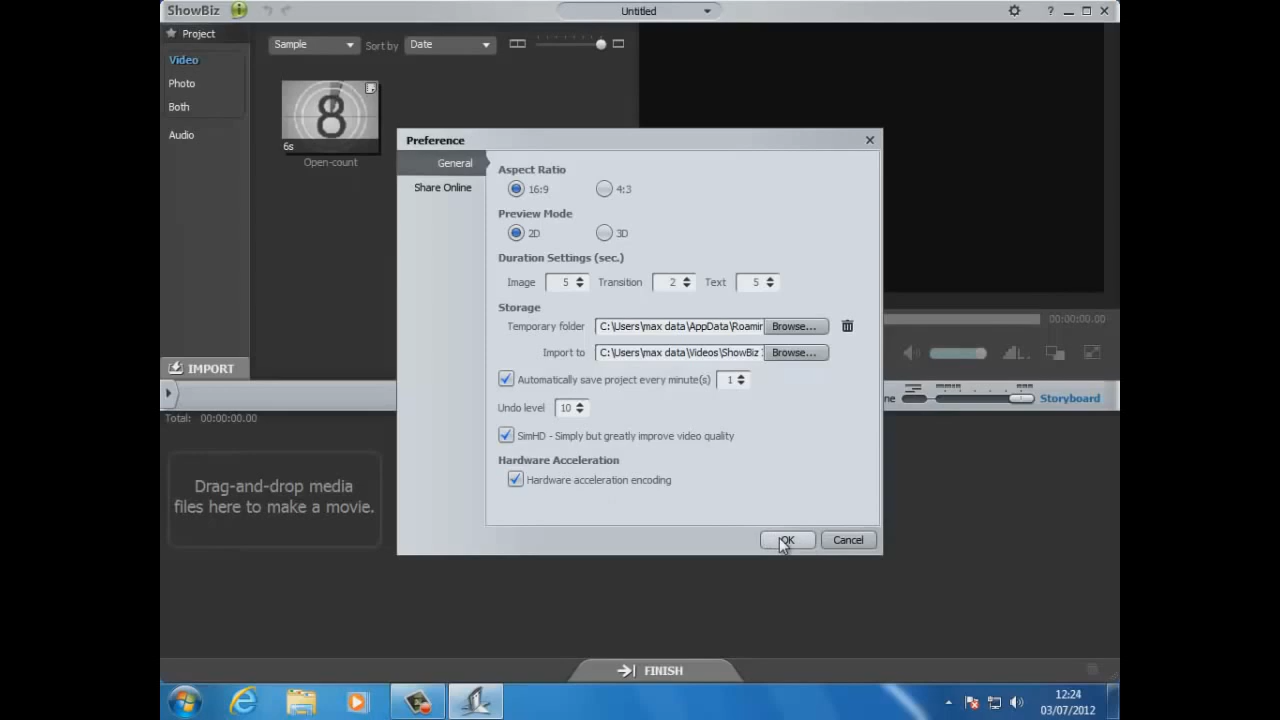 ShowBiz
Untitled
?
Project
Sample
Sort by
Date
Video
Photo
Both
Audio
8
6s
Open-count
Preference
General
Share Online
Aspect Ratio
16:9
4:3
Preview Mode
2D
3D
Duration Settings (sec.)
Image 5 Transition 2 Text 5
Storage
Temporary folder C:\Users\max data\AppData\Roamin Browse...
Import to C:\Users\max data\Videos\ShowBiz Browse...
Automatically save project every minute(s) 1
Undo level 10
SimHD - Simply but greatly improve video quality
Hardware Acceleration
Hardware acceleration encoding
OK
Cancel
00:00:00.00
IMPORT
ne
Storyboard
Total: 00:00:00.00
Drag-and-drop media
files here to make a movie.
FINISH
12:24
03/07/2012